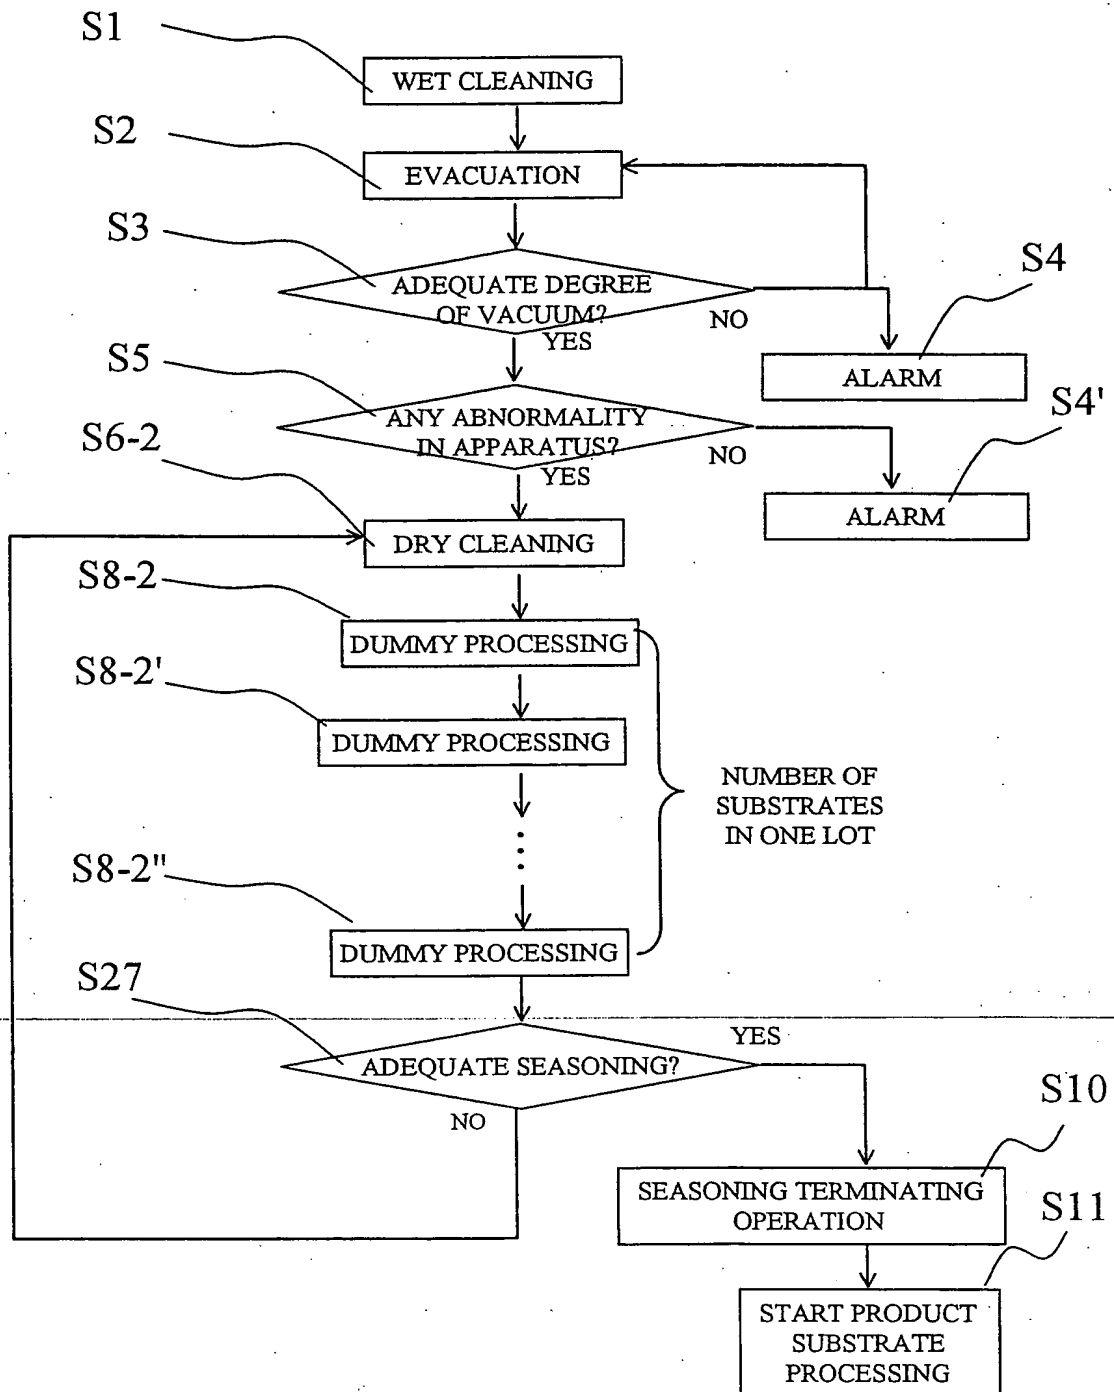 S1
WET CLEANING
S2
EVACUATION
S3
ADEQUATE DEGREE
OF VACUUM?
NO
YES
S4
ALARM
S5
ANY ABNORMALITY
IN APPARATUS?
NO
YES
S4'
ALARM
S6-2
DRY CLEANING
S8-2
DUMMY PROCESSING
S8-2'
DUMMY PROCESSING
NUMBER OF
SUBSTRATES
IN ONE LOT
S8-2"
DUMMY PROCESSING
S27
ADEQUATE SEASONING?
YES
NO
S10
SEASONING TERMINATING
OPERATION
S11
START PRODUCT
SUBSTRATE
PROCESSING